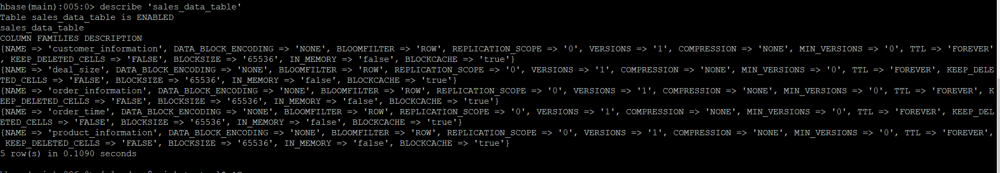 hbase(main):005:0> describe 'sales_data_table'
Table sales_data_table is ENABLED
sales_data_table
COLUMN FAMILIES DESCRIPTION
{NAME => 'customer_information', DATA_BLOCK_ENCODING => 'NONE', BLOOMFILTER => 'ROW', REPLICATION_SCOPE => '0', VERSIONS => '1', COMPRESSION => 'NONE', MIN_VERSIONS => '0', TTL => 'FOREVER'
, KEEP_DELETED_CELLS => 'FALSE', BLOCKSIZE => '65536', IN_MEMORY => 'false', BLOCKCACHE => 'true'}
{NAME => 'deal_size', DATA_BLOCK_ENCODING => 'NONE', BLOOMFILTER => 'ROW', REPLICATION_SCOPE => '0', VERSIONS => '1', COMPRESSION => 'NONE', MIN_VERSIONS => '0', TTL => 'FOREVER', KEEP_DELE
TED_CELLS => 'FALSE', BLOCKSIZE => '65536', IN_MEMORY => 'false', BLOCKCACHE => 'true'}
{NAME => 'order_information', DATA_BLOCK_ENCODING => 'NONE', BLOOMFILTER => 'ROW', REPLICATION_SCOPE => '0', VERSIONS => '1', COMPRESSION => 'NONE', MIN_VERSIONS => '0', TTL => 'FOREVER', K
EEP_DELETED_CELLS => 'FALSE', BLOCKSIZE => '65536', IN_MEMORY => 'false', BLOCKCACHE => 'true'}
{NAME => 'order_time', DATA_BLOCK_ENCODING => 'NONE', BLOOMFILTER => 'ROW', REPLICATION_SCOPE => '0', VERSIONS => '1', COMPRESSION => 'NONE', MIN_VERSIONS => '0', TTL => 'FOREVER', KEEP_DEL
ETED_CELLS => 'FALSE', BLOCKSIZE => '65536', IN_MEMORY => 'false', BLOCKCACHE => 'true'}
{NAME => 'product_information', DATA_BLOCK_ENCODING => 'NONE', BLOOMFILTER => 'ROW', REPLICATION_SCOPE => '0', VERSIONS => '1', COMPRESSION => 'NONE', MIN_VERSIONS => '0', TTL => 'FOREVER',
KEEP_DELETED_CELLS => 'FALSE', BLOCKSIZE => '65536', IN_MEMORY => 'false', BLOCKCACHE => 'true'}
5 row(s) in 0.1090 seconds